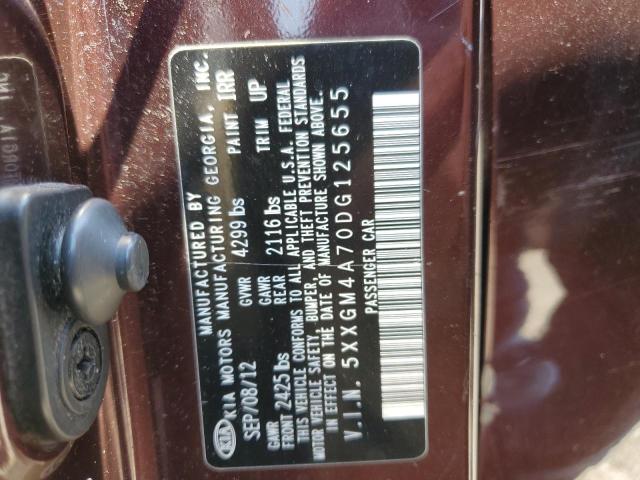 MANUFACTURED BY
KIA KIA MOTORS MANUFACTURING GEORGIA, INC.
SEP/08/12 GVWR 4299 lbs PAINT IRR
GAWR FRONT 2425 lbs GAWR REAR 2116 lbs TRIM UP
THIS VEHICLE CONFORMS TO ALL APPLICABLE U.S.A. FEDERAL
MOTOR VEHICLE SAFETY, BUMPER, AND THEFT PREVENTION STANDARDS
IN EFFECT ON THE DATE OF MANUFACTURE SHOWN ABOVE.
V.I.N. 5XXGM4A70DG125655
PASSENGER CAR